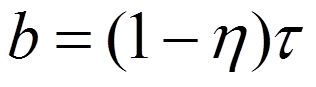 b = (1 − η)τ